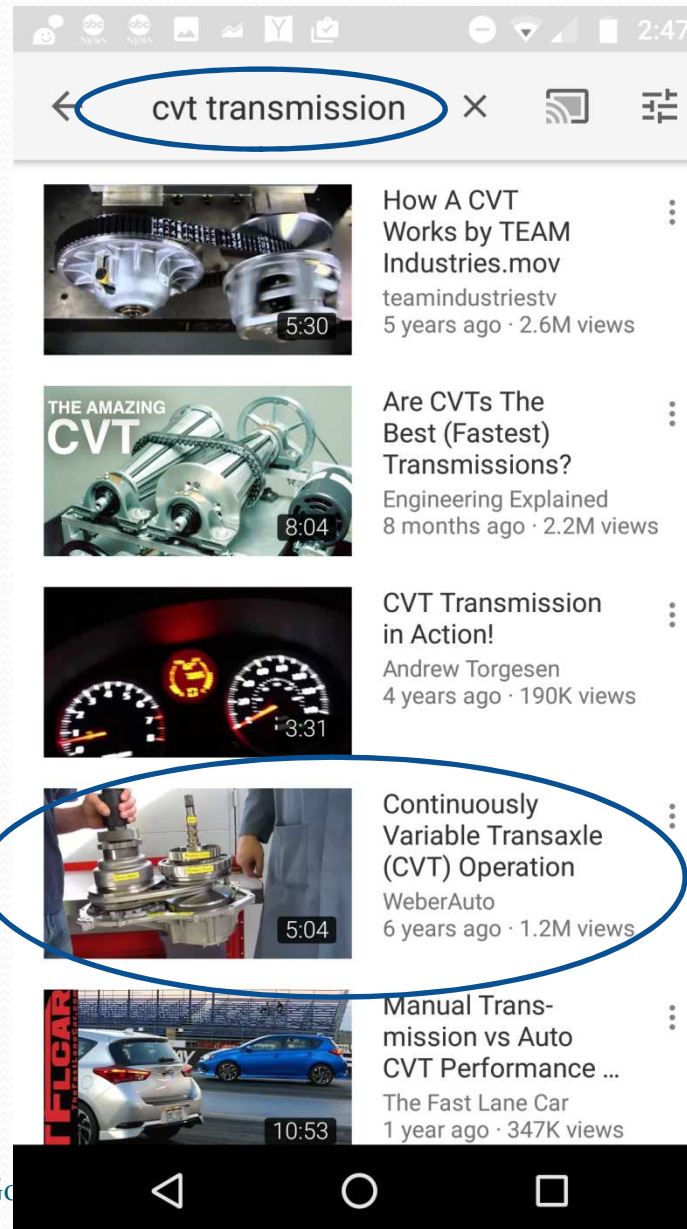 abc NEWS abc NEWS 2:47
cvt transmission
How A CVT
Works by TEAM
Industries.mov
teamindustriestv
5 years ago · 2.6M views
5:30
THE AMAZING
CVT
8:04
Are CVTs The
Best (Fastest)
Transmissions?
Engineering Explained
8 months ago · 2.2M views
3:31
CVT Transmission
in Action!
Andrew Torgesen
4 years ago · 190K views
5:04
Continuously
Variable Transaxle
(CVT) Operation
WeberAuto
6 years ago · 1.2M views
TFLCAR
10:53
Manual Trans-
mission vs Auto
CVT Performance ...
The Fast Lane Car
1 year ago · 347K views